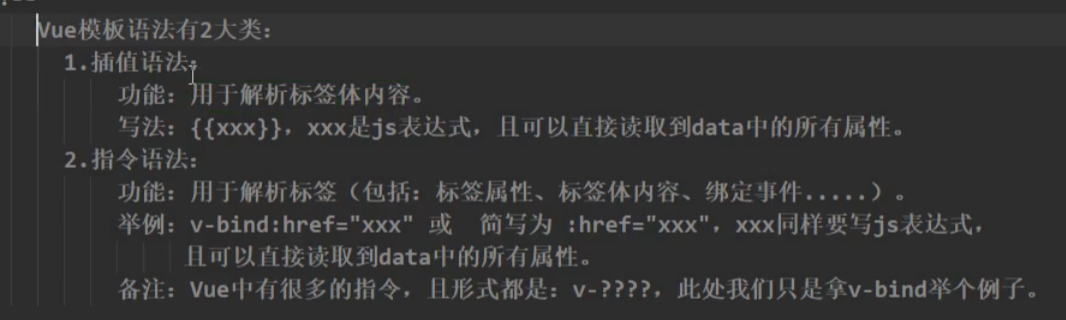 Vue模板语法有2大类：
1.插值语法：
功能：用于解析标签体内容。
写法：{{xxx}}，xxx是js表达式，且可以直接读取到data中的所有属性。
2.指令语法：
功能：用于解析标签（包括：标签属性、标签体内容、绑定事件.....）。
举例：v-bind:href="xxx" 或  简写为 :href="xxx"，xxx同样要写js表达式，
且可以直接读取到data中的所有属性。
备注：Vue中有很多的指令，且形式都是：v-????，此处我们只是拿v-bind举个例子。